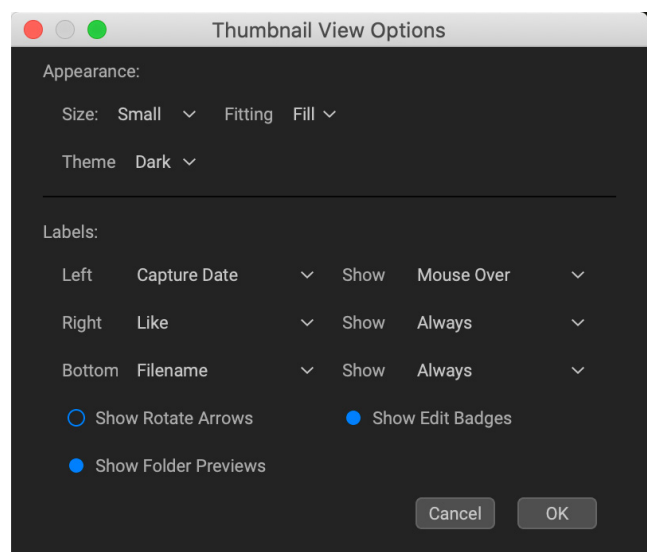 Thumbnail View Options
Appearance:
Size: Small Fitting Fill
Theme Dark
Labels:
Left Capture Date Show Mouse Over
Right Like Show Always
Bottom Filename Show Always
Show Rotate Arrows Show Edit Badges
Show Folder Previews
Cancel OK